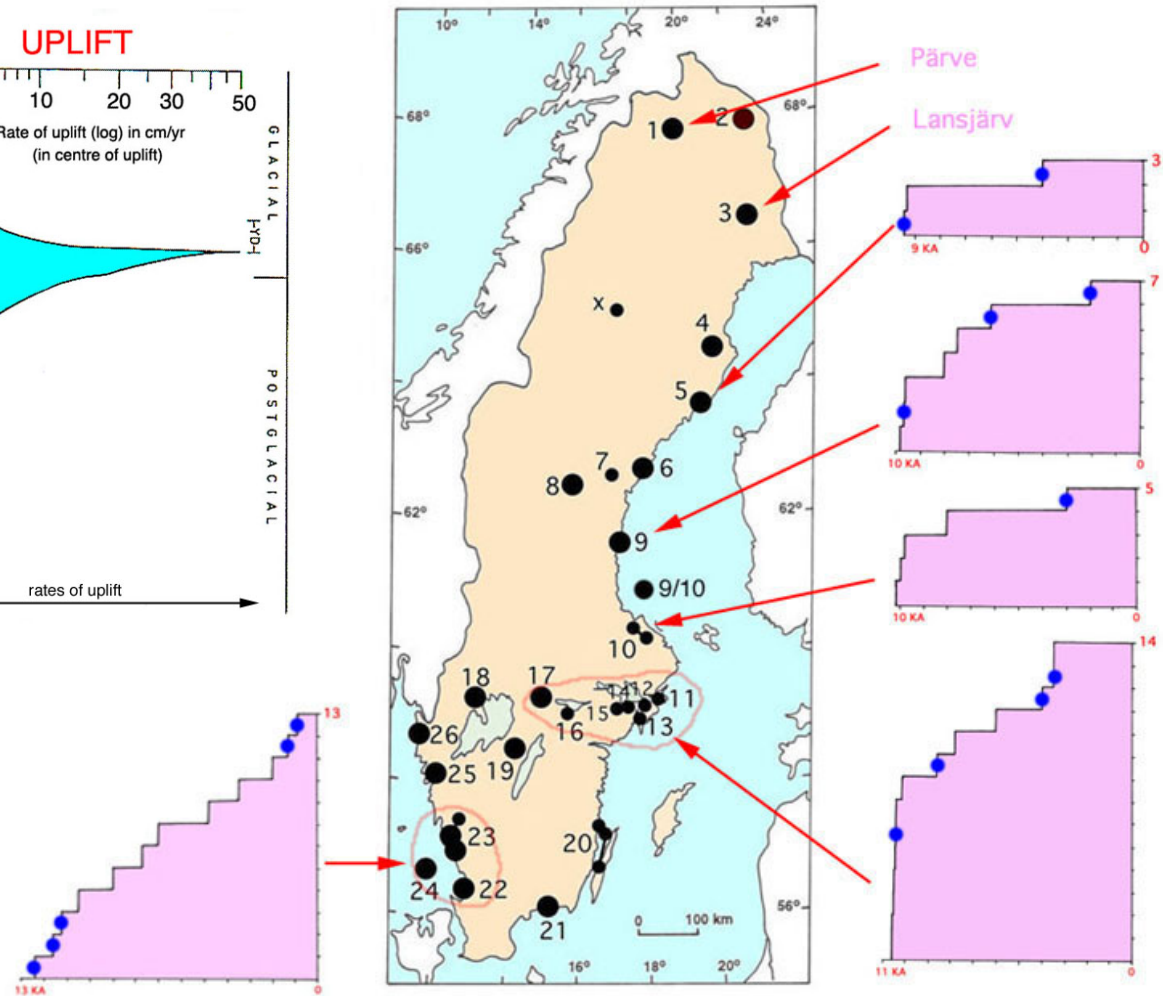 UPLIFT
10 20 30 50
Rate of uplift (log) in cm/yr
(in centre of uplift)
GLACIAL
|-YD-|
POSTGLACIAL
rates of uplift
10° 14° 20° 24°
68° 68°
66°
62° 62°
56°
16° 18° 20°
Pärve
Lansjärv
1
2
3
x
4
5
6
7
8
9
9/10
10
11
12
13
14
15
16
17
18
19
20
21
22
23
24
25
26
0 100 km
3
9 KA 0
7
10 KA 0
5
10 KA 0
14
11 KA 0
13
13 KA 0